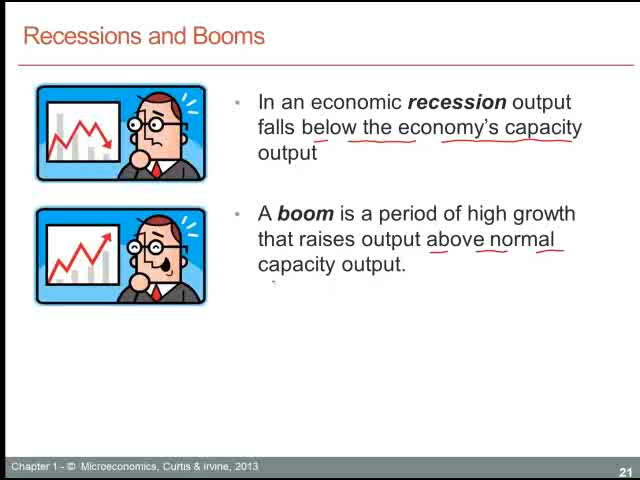 Recessions and Booms
• In an economic recession output
falls below the economy's capacity
output
• A boom is a period of high growth
that raises output above normal
capacity output.
Chapter 1 - © Microeconomics, Curtis & Irvine, 2013
21